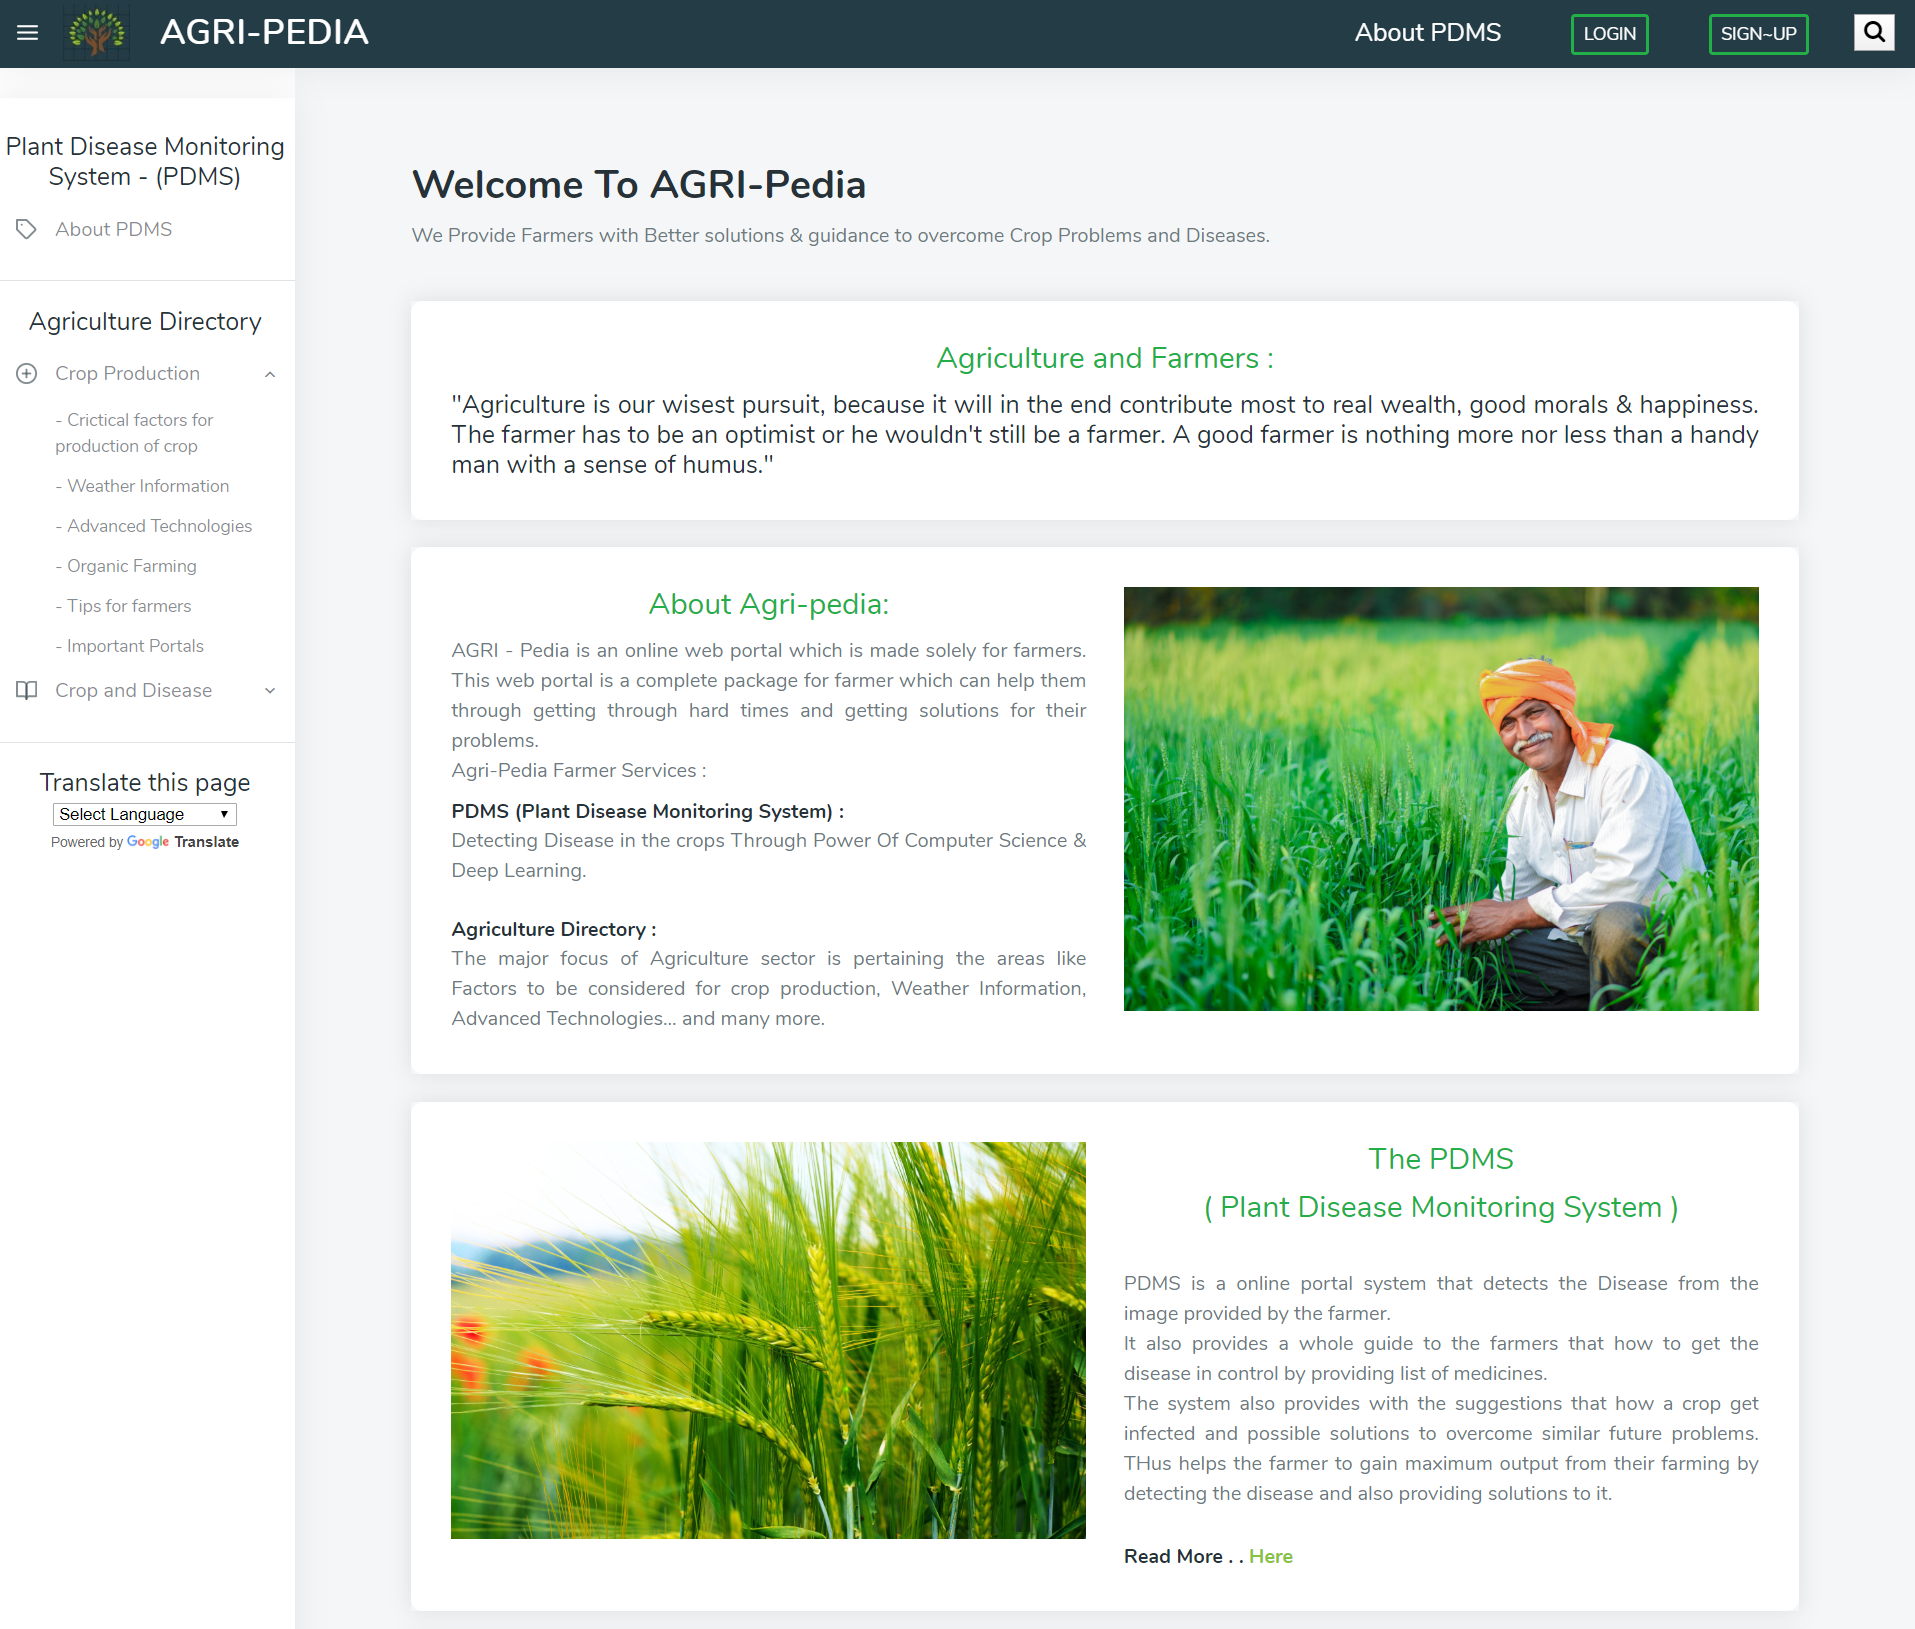 AGRI-PEDIA
About PDMS
LOGIN
SIGN~UP
Plant Disease Monitoring
System - (PDMS)
About PDMS
Agriculture Directory
Crop Production
- Crictical factors for
production of crop
- Weather Information
- Advanced Technologies
- Organic Farming
- Tips for farmers
- Important Portals
Crop and Disease
Translate this page
Select Language
Powered by Google Translate
Welcome To AGRI-Pedia
We Provide Farmers with Better solutions & guidance to overcome Crop Problems and Diseases.
Agriculture and Farmers :
"Agriculture is our wisest pursuit, because it will in the end contribute most to real wealth, good morals & happiness.
The farmer has to be an optimist or he wouldn't still be a farmer. A good farmer is nothing more nor less than a handy
man with a sense of humus."
About Agri-pedia:
AGRI - Pedia is an online web portal which is made solely for farmers.
This web portal is a complete package for farmer which can help them
through getting through hard times and getting solutions for their
problems.
Agri-Pedia Farmer Services :
PDMS (Plant Disease Monitoring System) :
Detecting Disease in the crops Through Power Of Computer Science &
Deep Learning.
Agriculture Directory :
The major focus of Agriculture sector is pertaining the areas like
Factors to be considered for crop production, Weather Information,
Advanced Technologies... and many more.
The PDMS
( Plant Disease Monitoring System )
PDMS is a online portal system that detects the Disease from the
image provided by the farmer.
It also provides a whole guide to the farmers that how to get the
disease in control by providing list of medicines.
The system also provides with the suggestions that how a crop get
infected and possible solutions to overcome similar future problems.
THus helps the farmer to gain maximum output from their farming by
detecting the disease and also providing solutions to it.
Read More . . Here